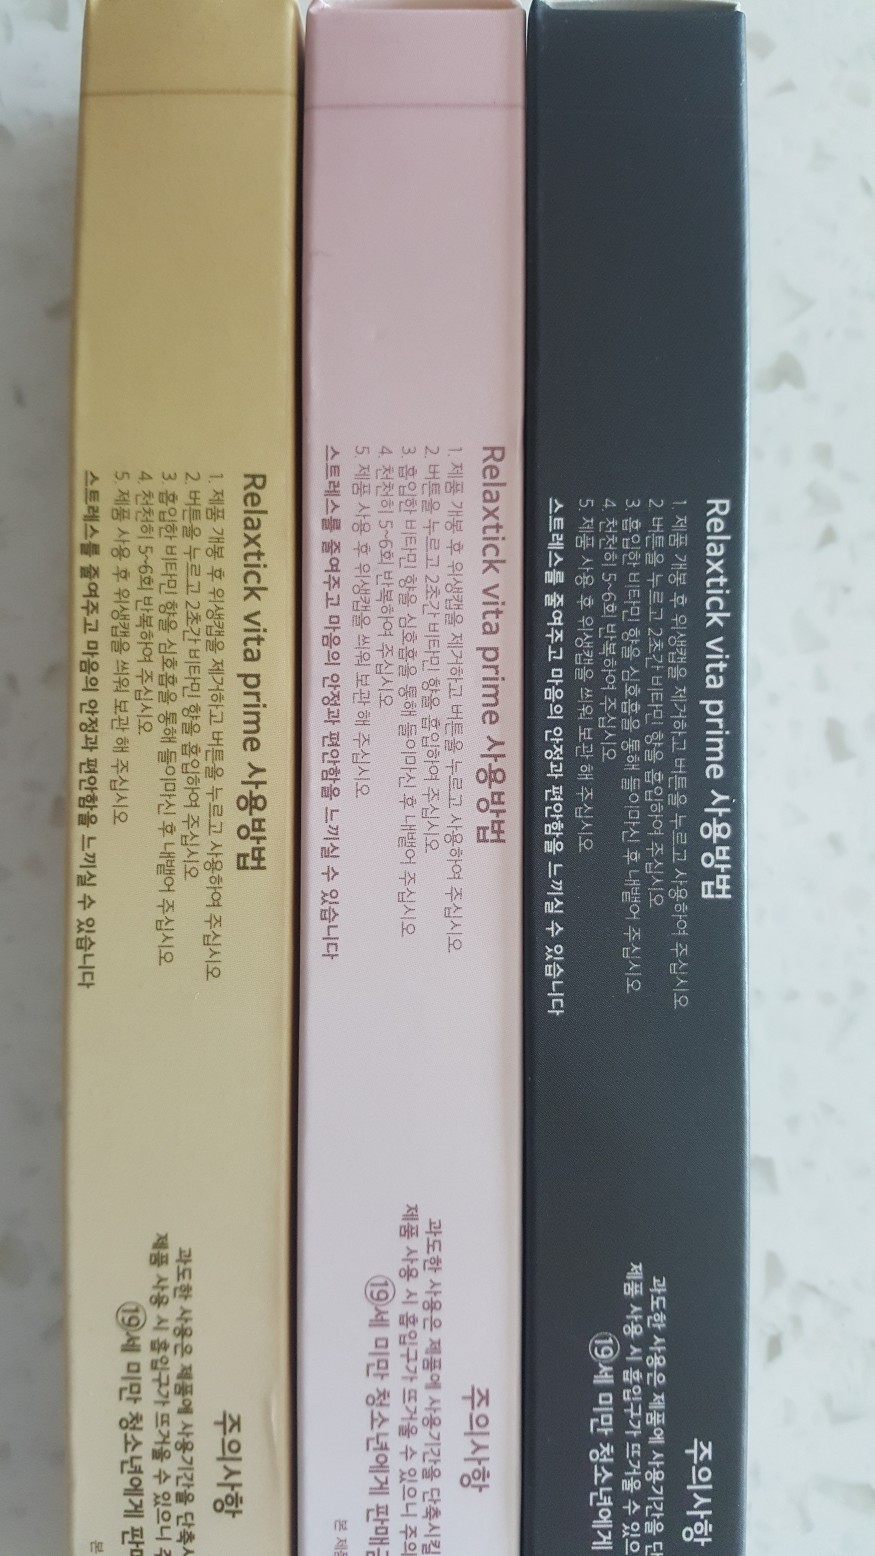 Relaxtick vita prime 사용방법
1. 제품 개봉 후 위생캡을 제거하고 버튼을 누르고 사용하여 주십시오
2. 버튼을 누르고 2초간 비타민 향을 흡입하여 주십시오
3. 흡입한 비타민 향을 심호흡을 통해 들이마신 후 내뱉어 주십시오
4. 천천히 5~6회 반복하여 주십시오
5. 제품 사용 후 위생캡을 씌워 보관 해 주십시오
스트레스를 줄여주고 마음의 안정과 편안함을 느끼실 수 있습니다
주의사항
과도한 사용은 제품에 사용기간을 단
제품 사용 시 흡입구가 뜨거울 수 있으
19세 미만 청소년에게
Relaxtick vita prime 사용방법
1. 제품 개봉 후 위생캡을 제거하고 버튼을 누르고 사용하여 주십시오
2. 버튼을 누르고 2초간 비타민 향을 흡입하여 주십시오
3. 흡입한 비타민 향을 심호흡을 통해 들이마신 후 내뱉어 주십시오
4. 천천히 5~6회 반복하여 주십시오
5. 제품 사용 후 위생캡을 씌워 보관 해 주십시오
스트레스를 줄여주고 마음의 안정과 편안함을 느끼실 수 있습니다
주의사항
과도한 사용은 제품에 사용기간을 단축시킬
제품 사용 시 흡입구가 뜨거울 수 있으니 주의
19세 미만 청소년에게 판매금
본 제품
Relaxtick vita prime 사용방법
1. 제품 개봉 후 위생캡을 제거하고 버튼을 누르고 사용하여 주십시오
2. 버튼을 누르고 2초간 비타민 향을 흡입하여 주십시오
3. 흡입한 비타민 향을 심호흡을 통해 들이마신 후 내뱉어 주십시오
4. 천천히 5~6회 반복하여 주십시오
5. 제품 사용 후 위생캡을 씌워 보관 해 주십시오
스트레스를 줄여주고 마음의 안정과 편안함을 느끼실 수 있습니다
주의사항
과도한 사용은 제품에 사용기간을 단축시
제품 사용 시 흡입구가 뜨거울 수 있으니 주
19세 미만 청소년에게 판매
본